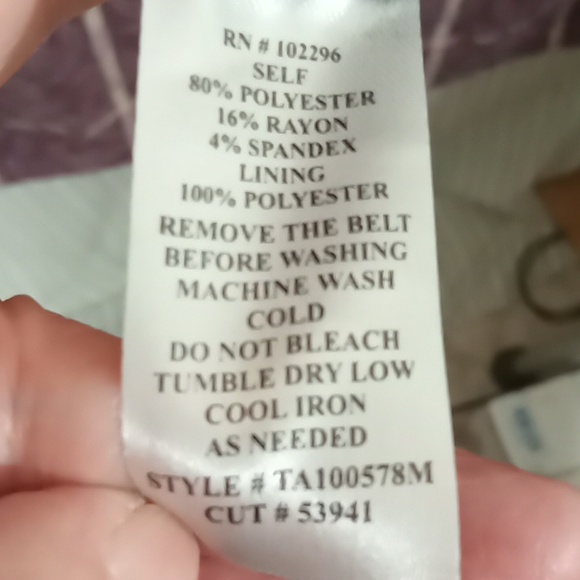 RN # 102296
SELF
80% POLYESTER
16% RAYON
4% SPANDEX
LINING
100% POLYESTER
REMOVE THE BELT
BEFORE WASHING
MACHINE WASH
COLD
DO NOT BLEACH
TUMBLE DRY LOW
COOL IRON
AS NEEDED
STYLE # TA100578M
CUT # 53941